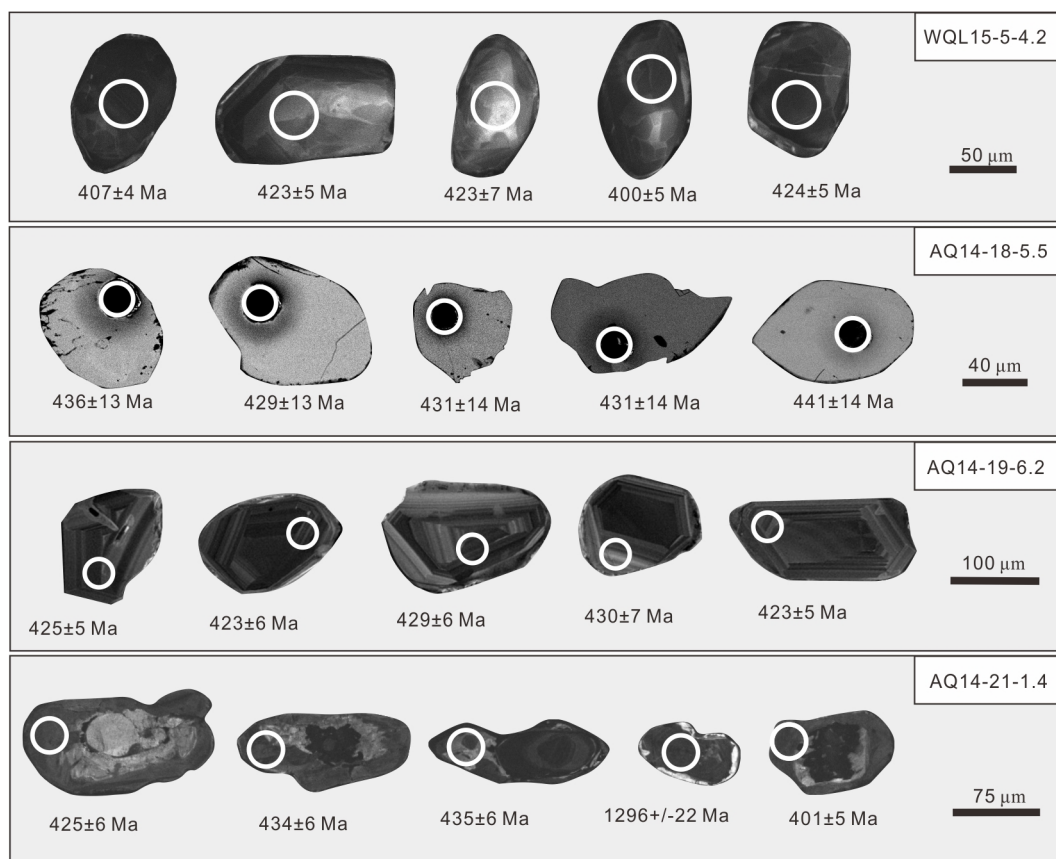 WQL15-5-4.2
407±4 Ma
423±5 Ma
423±7 Ma
400±5 Ma
424±5 Ma
50 μm
AQ14-18-5.5
436±13 Ma
429±13 Ma
431±14 Ma
431±14 Ma
441±14 Ma
40 μm
AQ14-19-6.2
425±5 Ma
423±6 Ma
429±6 Ma
430±7 Ma
423±5 Ma
100 μm
AQ14-21-1.4
425±6 Ma
434±6 Ma
435±6 Ma
1296+/-22 Ma
401±5 Ma
75 μm